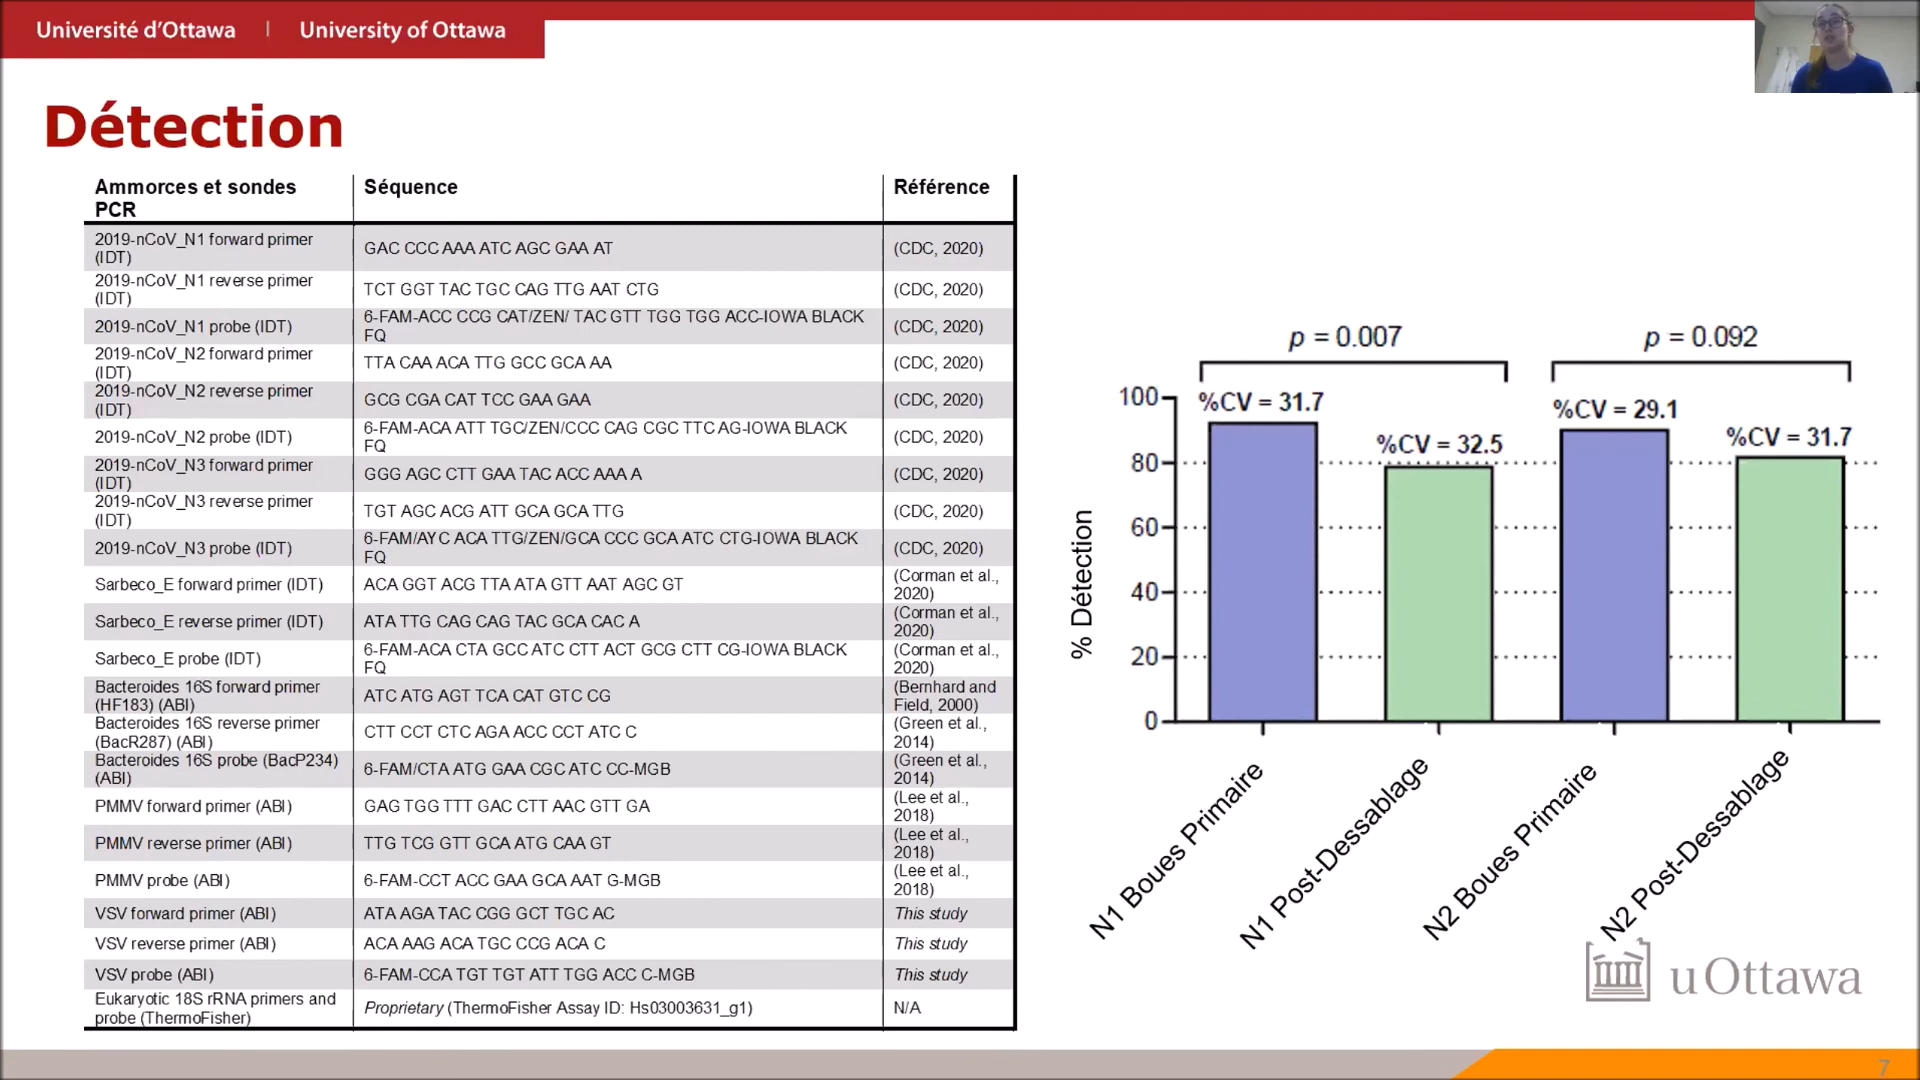 Université d'Ottawa | University of Ottawa
Détection
Ammorces et sondes PCR Séquence Référence
2019-nCoV_N1 forward primer (IDT) GAC CCC AAA ATC AGC GAA AT (CDC, 2020)
2019-nCoV_N1 reverse primer (IDT) TCT GGT TAC TGC CAG TTG AAT CTG (CDC, 2020)
2019-nCoV_N1 probe (IDT) 6-FAM-ACC CCG CAT/ZEN/ TAC GTT TGG TGG ACC-IOWA BLACK FQ (CDC, 2020)
2019-nCoV_N2 forward primer (IDT) TTA CAA ACA TTG GCC GCA AA (CDC, 2020)
2019-nCoV_N2 reverse primer (IDT) GCG CGA CAT TCC GAA GAA (CDC, 2020)
2019-nCoV_N2 probe (IDT) 6-FAM-ACA ATT TGC/ZEN/CCC CAG CGC TTC AG-IOWA BLACK FQ (CDC, 2020)
2019-nCoV_N3 forward primer (IDT) GGG AGC CTT GAA TAC ACC AAA A (CDC, 2020)
2019-nCoV_N3 reverse primer (IDT) TGT AGC ACG ATT GCA GCA TTG (CDC, 2020)
2019-nCoV_N3 probe (IDT) 6-FAM/AYC ACA TTG/ZEN/GCA CCC GCA ATC CTG-IOWA BLACK FQ (CDC, 2020)
Sarbeco_E forward primer (IDT) ACA GGT ACG TTA ATA GTT AAT AGC GT (Corman et al., 2020)
Sarbeco_E reverse primer (IDT) ATA TTG CAG CAG TAC GCA CAC A (Corman et al., 2020)
Sarbeco_E probe (IDT) 6-FAM-ACA CTA GCC ATC CTT ACT GCG CTT CG-IOWA BLACK FQ (Corman et al., 2020)
Bacteroides 16S forward primer (HF183) (ABI) ATC ATG AGT TCA CAT GTC CG (Bernhard and Field, 2000)
Bacteroides 16S reverse primer (BacR287) (ABI) CTT CCT CTC AGA ACC CCT ATC C (Green et al., 2014)
Bacteroides 16S probe (BacP234) (ABI) 6-FAM/CTA ATG GAA CGC ATC CC-MGB (Green et al., 2014)
PMMV forward primer (ABI) GAG TGG TTT GAC CTT AAC GTT GA (Lee et al., 2018)
PMMV reverse primer (ABI) TTG TCG GTT GCA ATG CAA GT (Lee et al., 2018)
PMMV probe (ABI) 6-FAM-CCT ACC GAA GCA AAT G-MGB (Lee et al., 2018)
VSV forward primer (ABI) ATA AGA TAC CGG GCT TGC AC This study
VSV reverse primer (ABI) ACA AAG ACA TGC CCG ACA C This study
VSV probe (ABI) 6-FAM-CCA TGT TGT ATT TGG ACC C-MGB This study
Eukaryotic 18S rRNA primers and probe (ThermoFisher) Proprietary (ThermoFisher Assay ID: Hs03003631_g1) N/A
p = 0.007 p = 0.092
%CV = 31.7 %CV = 32.5 %CV = 29.1 %CV = 31.7
% Détection
100
80
60
40
20
0
N1 Boues Primaire
N1 Post-Dessablage
N2 Boues Primaire
N2 Post-Dessablage
uOttawa
7